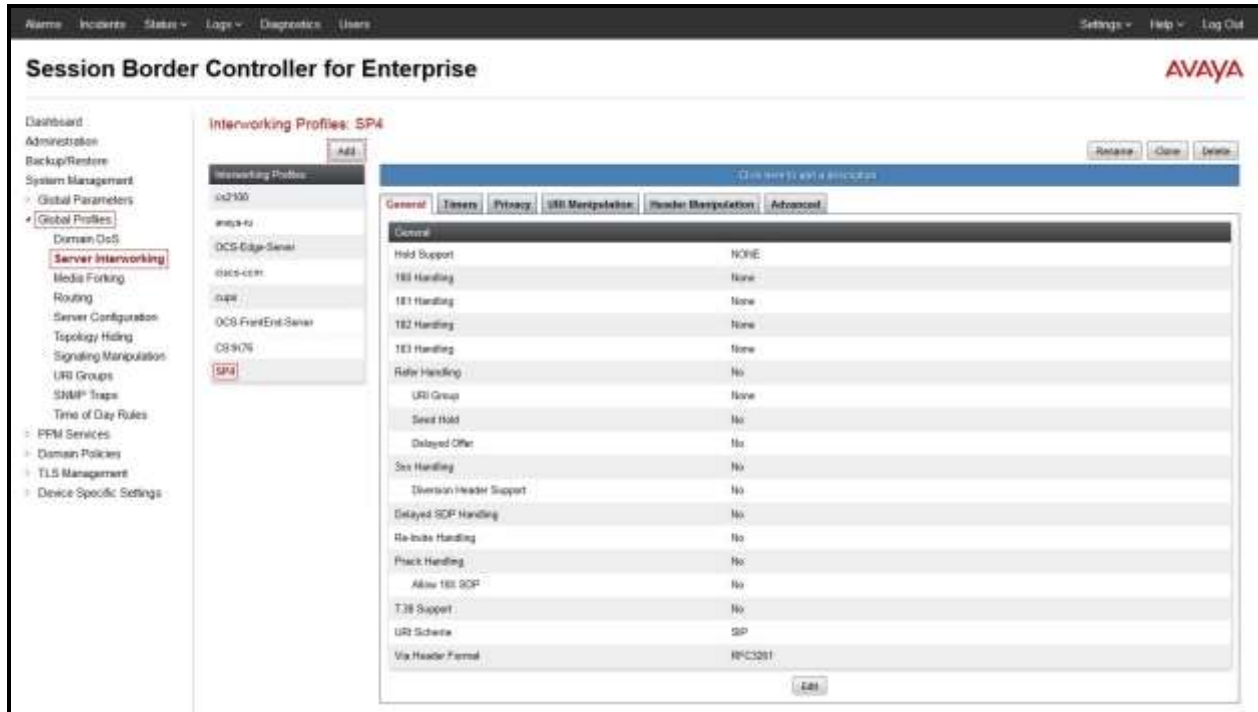 Alarms Incidents Status Logs Diagnostics Users Settings Help Log Out
Session Border Controller for Enterprise
AVAYA
Dashboard
Administration
Backup/Restore
System Management
Global Parameters
Global Profiles
Domain DoS
Server Interworking
Media Forking
Routing
Server Configuration
Topology Hiding
Signaling Manipulation
URI Groups
SNMP Traps
Time of Day Rules
PPM Services
Domain Policies
TLS Management
Device Specific Settings
Interworking Profiles: SP4
Add
Rename Clone Delete
Interworking Profiles
cs2100
avaya-ru
OCS-Edge-Server
cisco-ccm
cups
OCS-FrontEnd-Server
SP4
Click here to add a description.
General Timers Privacy URI Manipulation Header Manipulation Advanced
General
Hold Support NONE
180 Handling None
181 Handling None
182 Handling None
183 Handling None
Refer Handling No
URI Group None
Send Hold No
Delayed Offer No
3xx Handling No
Diversion Header Support No
Delayed SDP Handling No
Re-Invite Handling No
Prack Handling No
Allow 18X SDP No
T.38 Support No
URI Scheme SIP
Via Header Format RFC3261
Edit